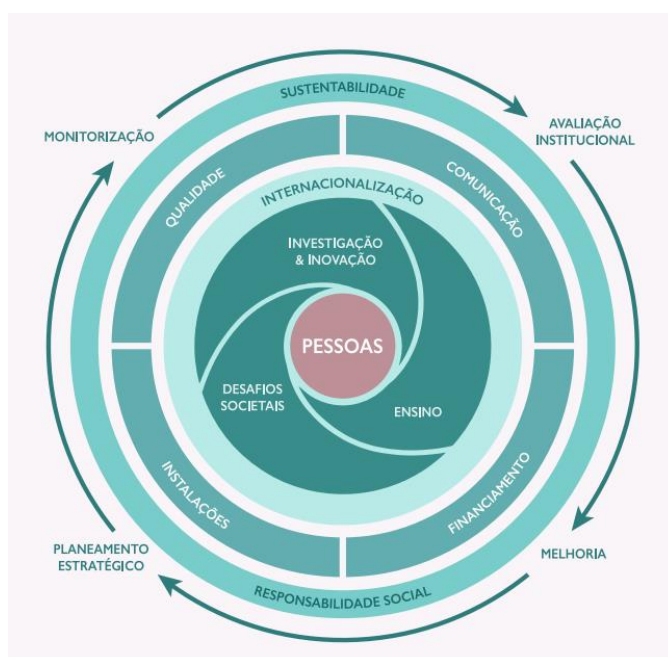 SUSTENTABILIDADE
MONITORIZAÇÃO
AVALIAÇÃO
INSTITUCIONAL
QUALIDADE
COMUNICAÇÃO
INTERNACIONALIZAÇÃO
INVESTIGAÇÃO
& INOVAÇÃO
PESSOAS
DESAFIOS
SOCIETAIS
ENSINO
INSTALAÇÕES
FINANCIAMENTO
PLANEAMENTO
ESTRATÉGICO
MELHORIA
RESPONSABILIDADE SOCIAL